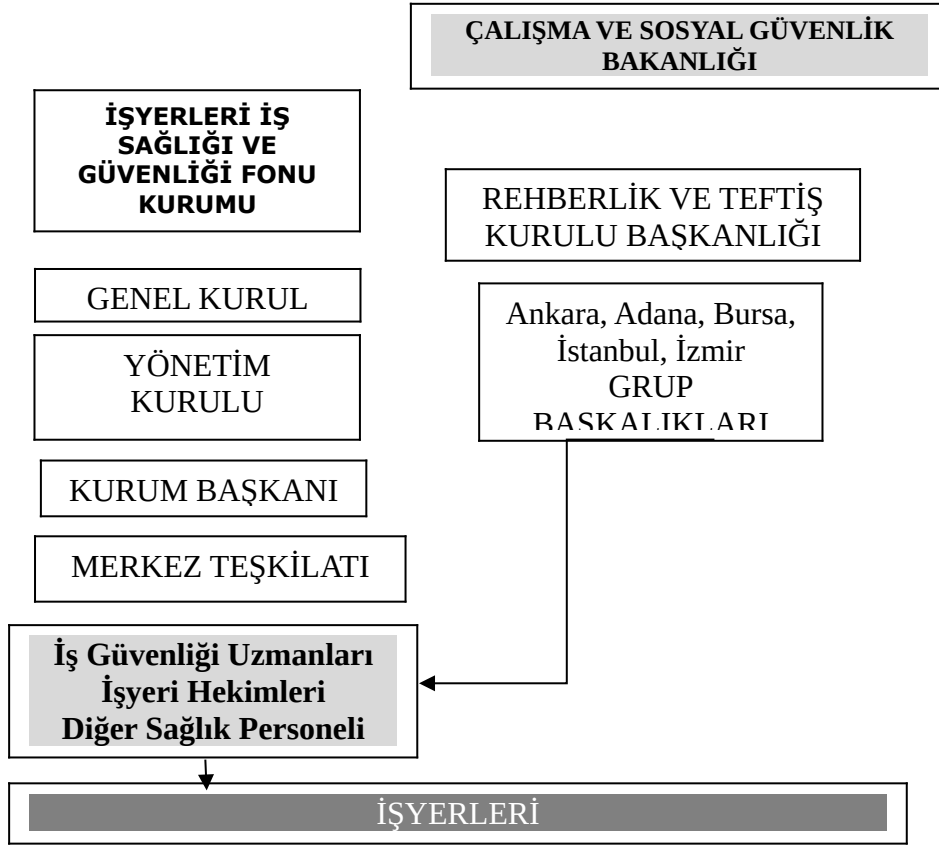 ÇALIŞMA VE SOSYAL GÜVENLİK
BAKANLIĞI
İŞYERLERİ İŞ
SAĞLIĞI VE
GÜVENLİĞİ FONU
KURUMU
REHBERLİK VE TEFTİŞ
KURULU BAŞKANLIĞI
GENEL KURUL
Ankara, Adana, Bursa,
İstanbul, İzmir
GRUP
BAŞKALIKLARI
YÖNETİM
KURULU
KURUM BAŞKANI
MERKEZ TEŞKİLATI
İş Güvenliği Uzmanları
İşyeri Hekimleri
Diğer Sağlık Personeli
İŞYERLERİ